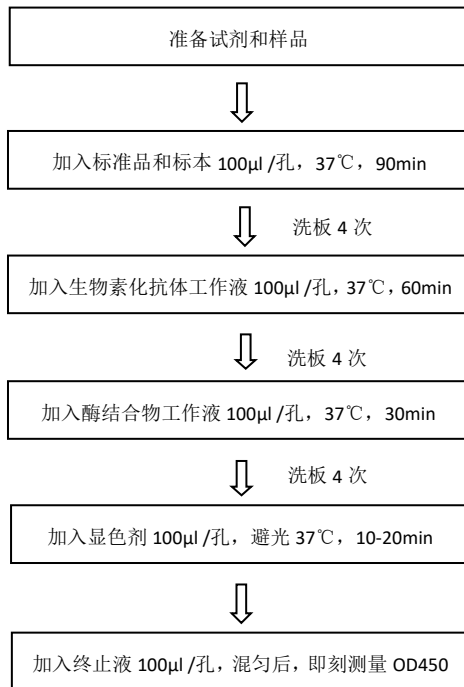 准备试剂和样品
加入标准品和标本 100μl /孔，37℃，90min
洗板 4 次
加入生物素化抗体工作液 100μl /孔，37℃，60min
洗板 4 次
加入酶结合物工作液 100μl /孔，37℃，30min
洗板 4 次
加入显色剂 100μl /孔，避光 37℃，10-20min
加入终止液 100μl /孔，混匀后，即刻测量 OD450